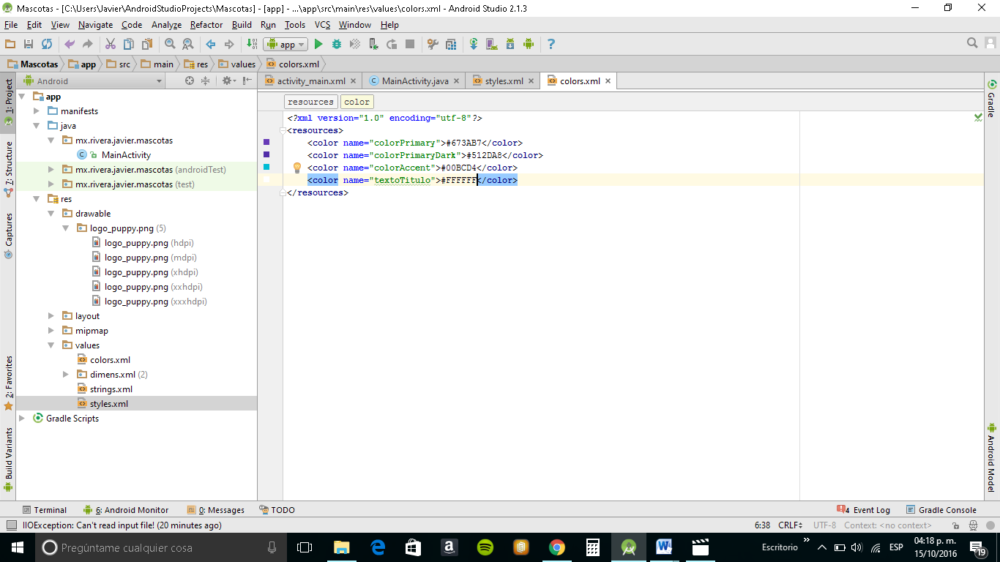 Mascotas - [C:\Users\Javier\AndroidStudioProjects\Mascotas] - [app] - ...\app\src\main\res\values\colors.xml - Android Studio 2.1.3
File Edit View Navigate Code Analyze Refactor Build Run Tools VCS Window Help
app
Mascotas app src main res values colors.xml
Android
activity_main.xml MainActivity.java styles.xml colors.xml
1: Project
7: Structure
Captures
2: Favorites
Build Variants
app
manifests
java
mx.rivera.javier.mascotas
MainActivity
mx.rivera.javier.mascotas (androidTest)
mx.rivera.javier.mascotas (test)
res
drawable
logo_puppy.png (5)
logo_puppy.png (hdpi)
logo_puppy.png (mdpi)
logo_puppy.png (xhdpi)
logo_puppy.png (xxhdpi)
logo_puppy.png (xxxhdpi)
layout
mipmap
values
colors.xml
dimens.xml (2)
strings.xml
styles.xml
Gradle Scripts
resources color
<?xml version="1.0" encoding="utf-8"?>
<resources>
<color name="colorPrimary">#673AB7</color>
<color name="colorPrimaryDark">#512DA8</color>
<color name="colorAccent">#00BCD4</color>
<color name="textoTitulo">#FFFFFF</color>
</resources>
Gradle
Android Model
Terminal 6: Android Monitor 0: Messages TODO 4 Event Log Gradle Console
IIOException: Can't read input file! (20 minutes ago) 6:38 CRLF UTF-8 Context: <no context>
Pregúntame cualquier cosa Escritorio ESP 04:18 p. m.
15/10/2016 19